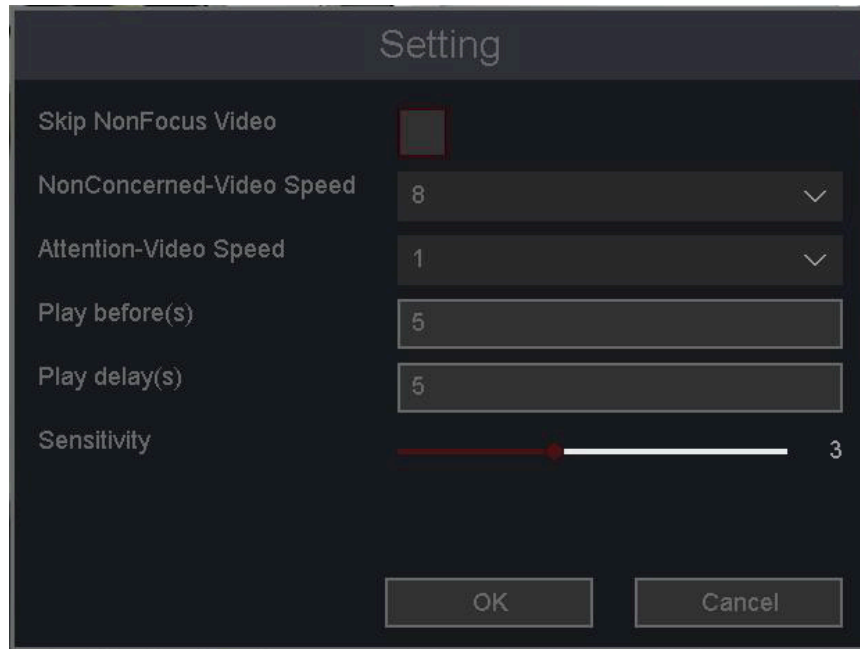 Setting
Skip NonFocus Video
NonConcerned-Video Speed 8
Attention-Video Speed 1
Play before(s) 5
Play delay(s) 5
Sensitivity 3
OK Cancel